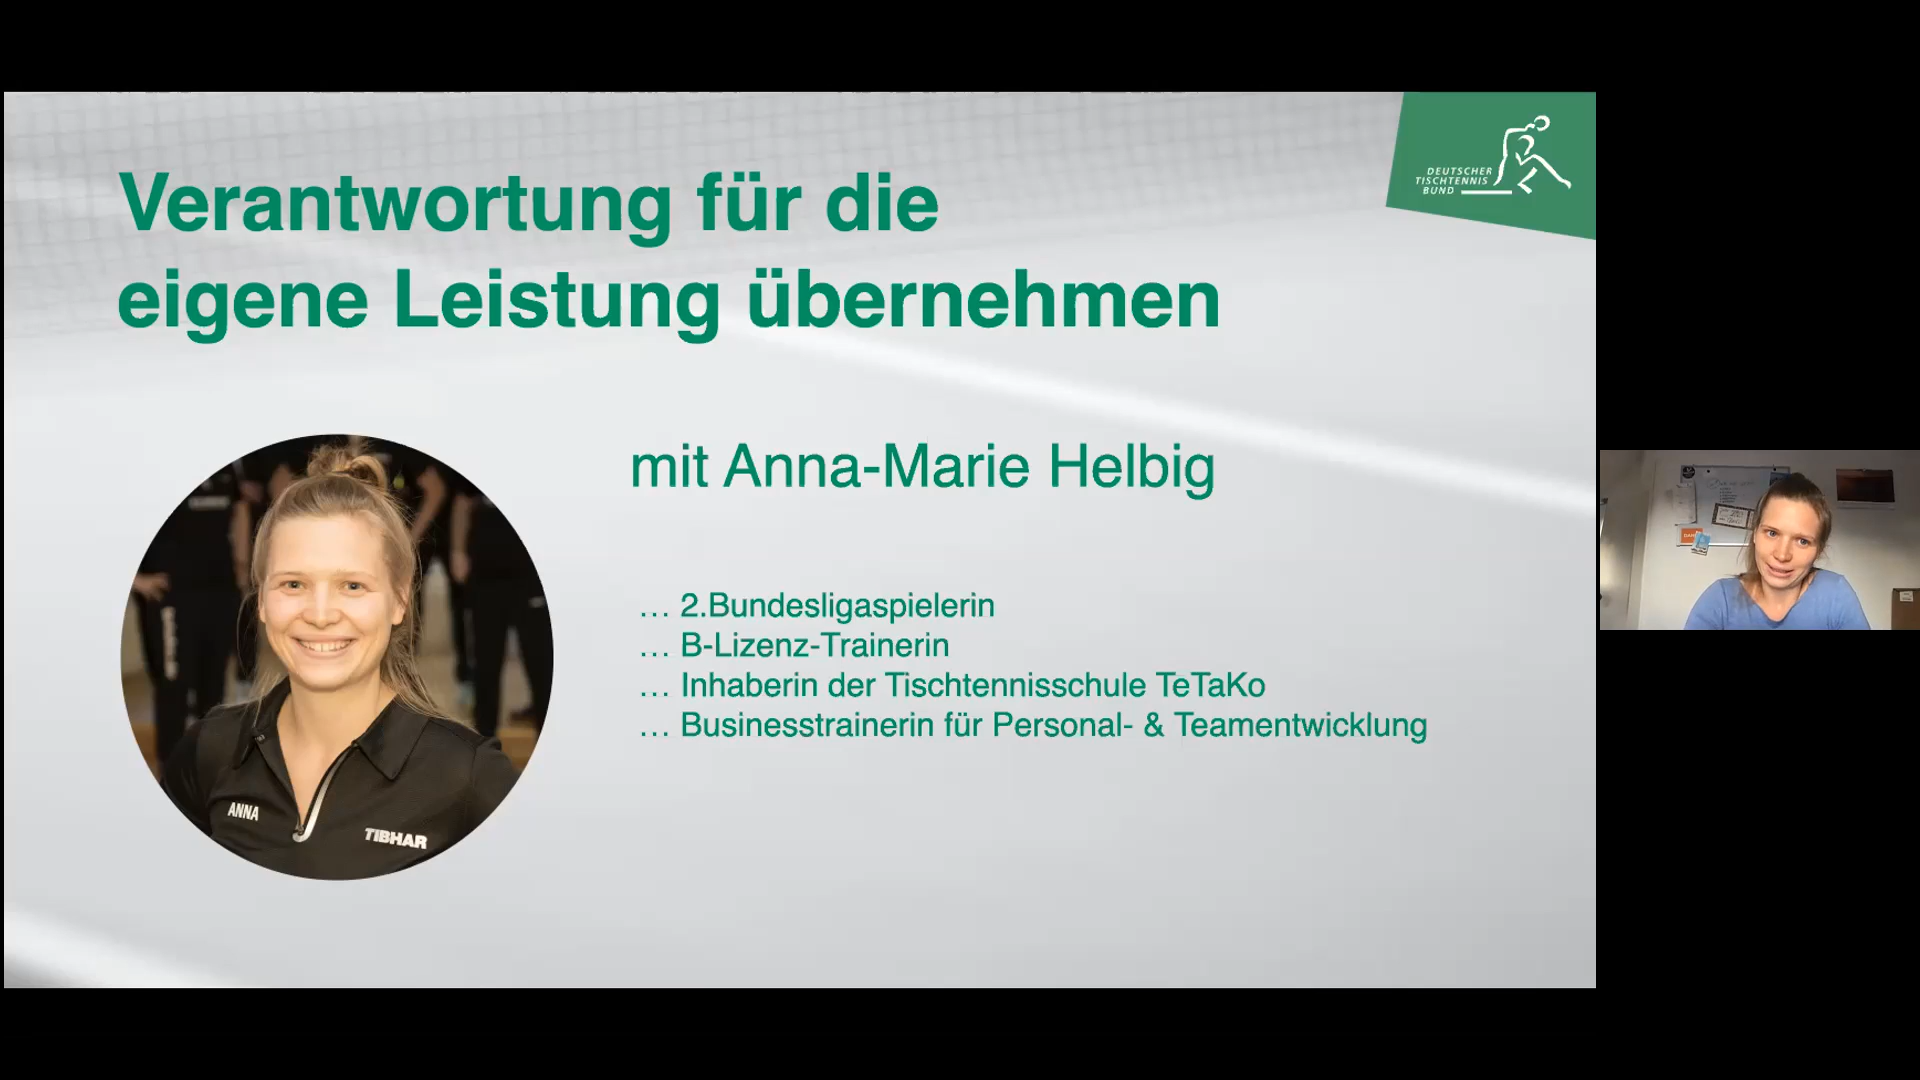 Verantwortung für die
eigene Leistung übernehmen
DEUTSCHER
TISCHTENNIS
BUND
mit Anna-Marie Helbig
… 2.Bundesligaspielerin
… B-Lizenz-Trainerin
… Inhaberin der Tischtennisschule TeTaKo
… Businesstrainerin für Personal- & Teamentwicklung
ANNA
TIBHAR